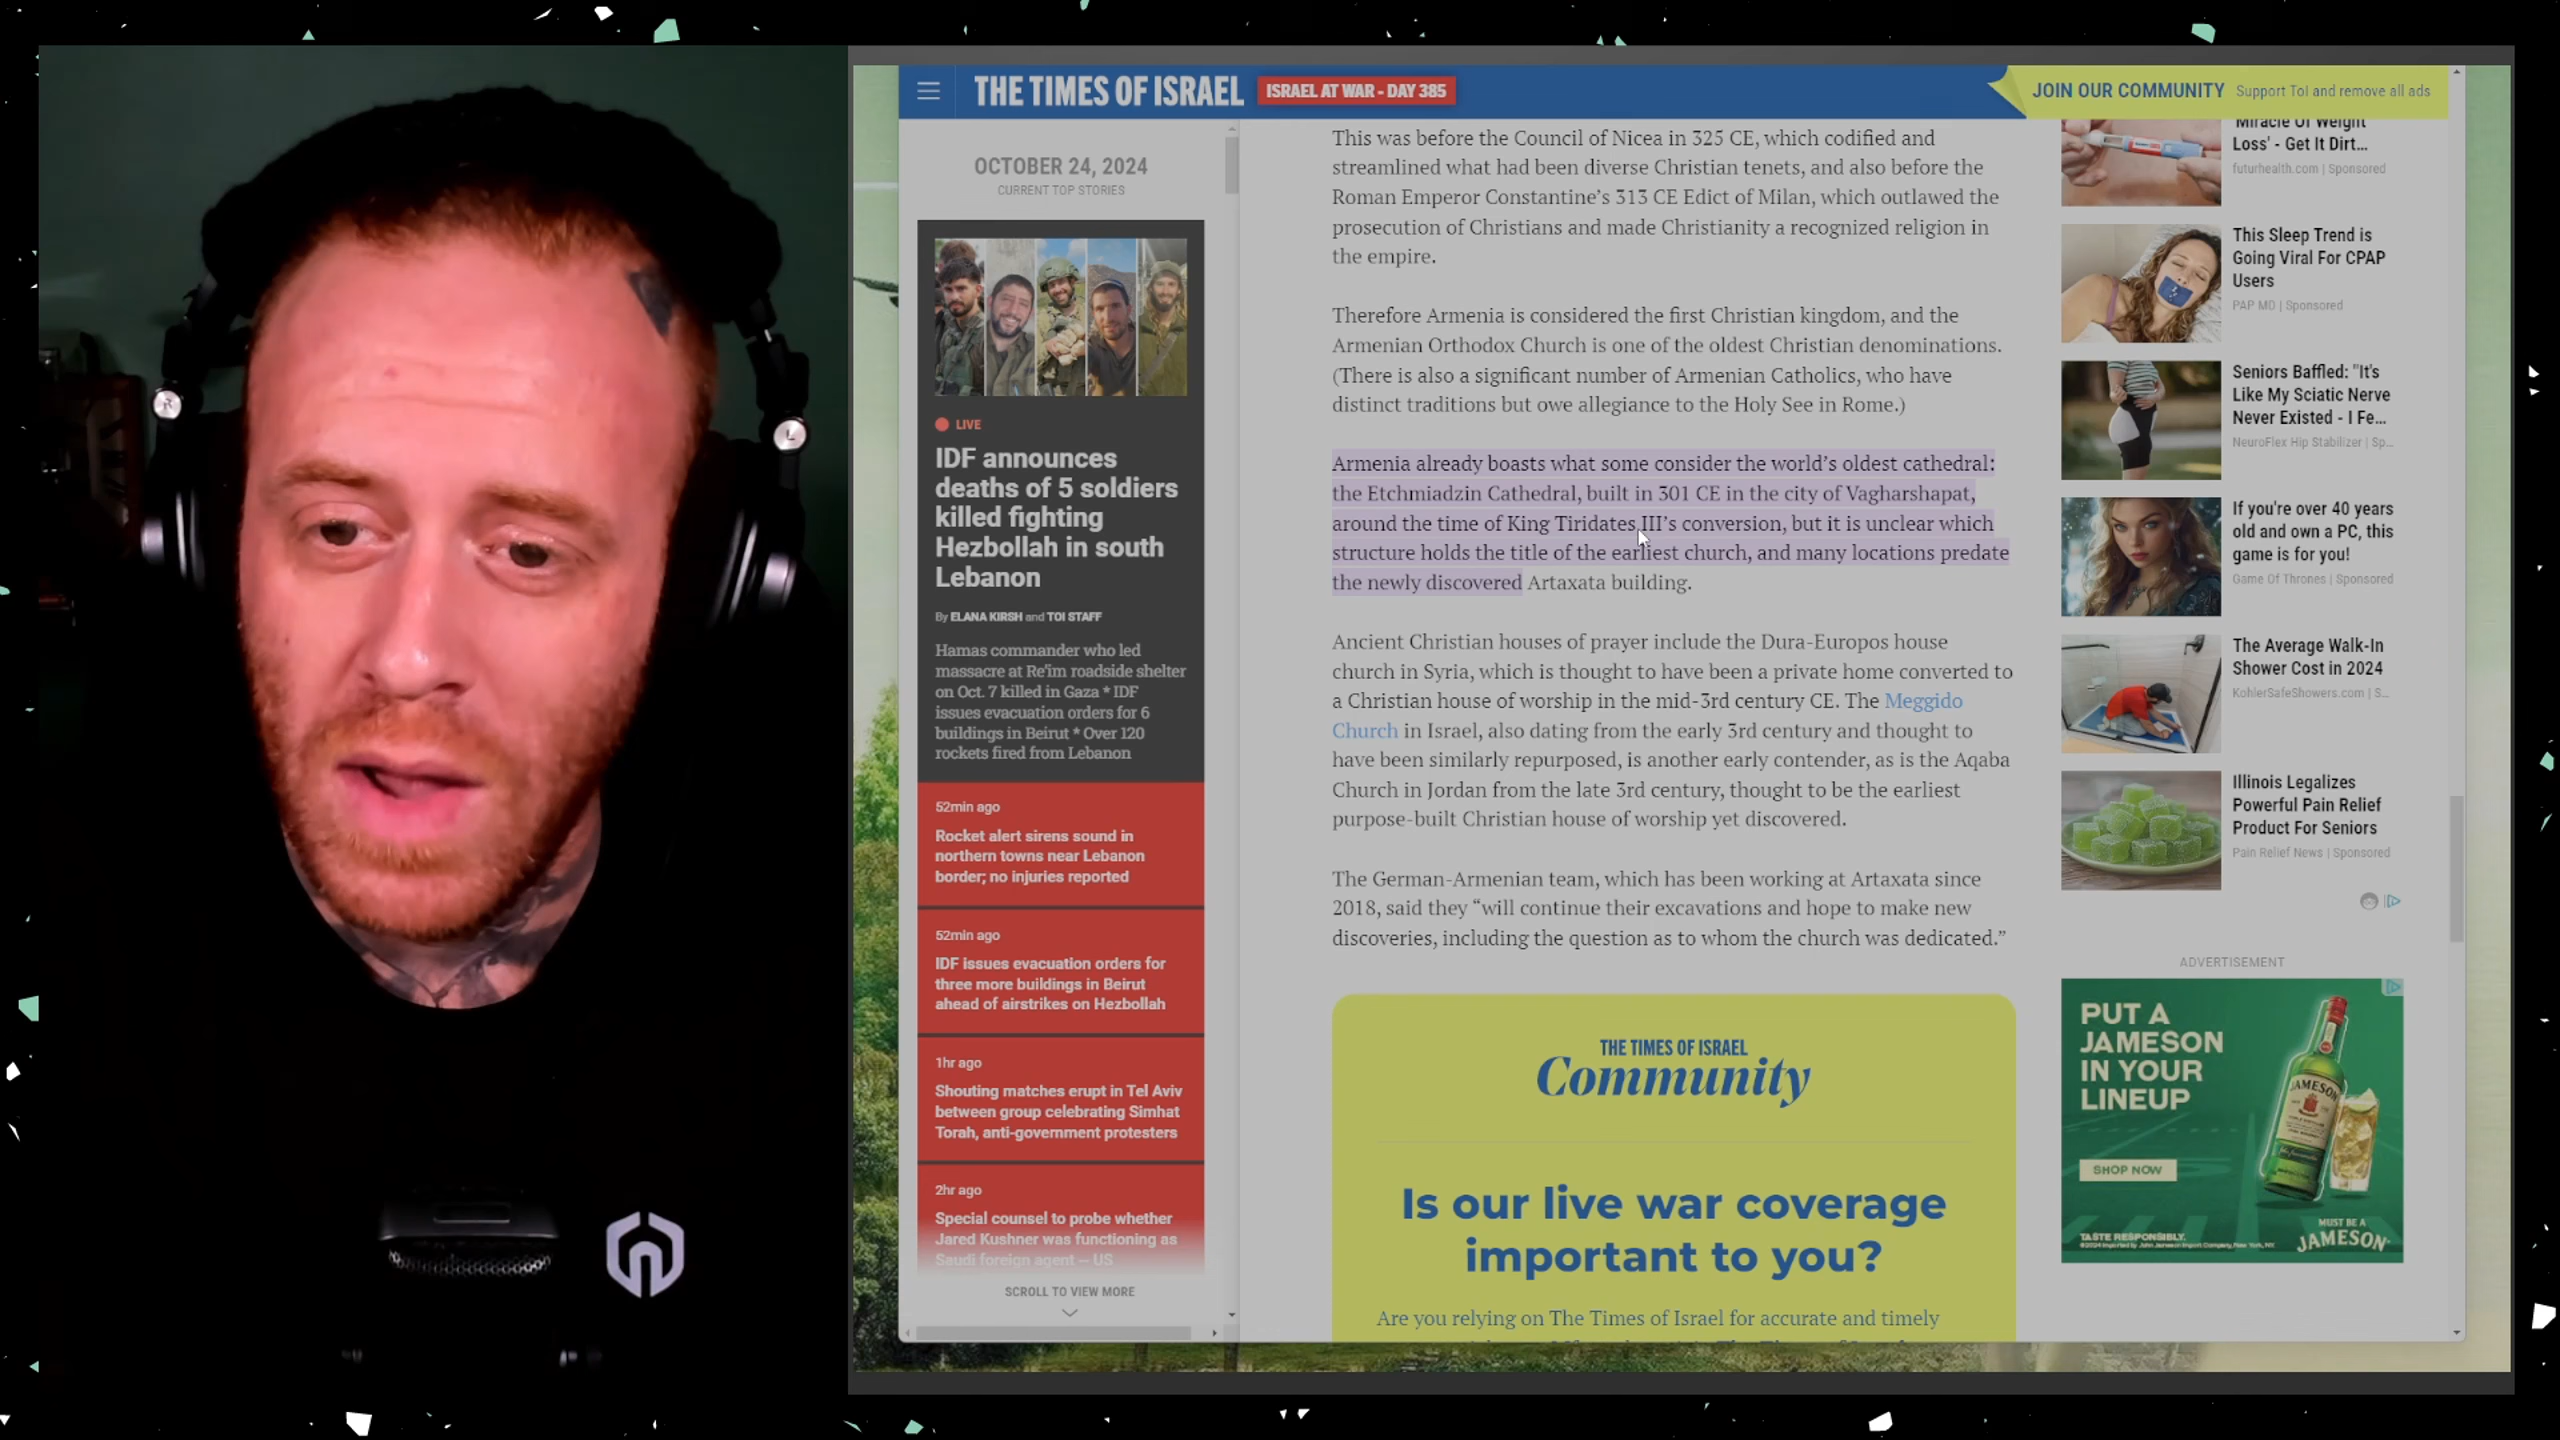 R
L
THE TIMES OF ISRAEL
ISRAEL AT WAR - DAY 385
JOIN OUR COMMUNITY
Support ToI and remove all ads
OCTOBER 24, 2024
CURRENT TOP STORIES
LIVE
IDF announces
deaths of 5 soldiers
killed fighting
Hezbollah in south
Lebanon
By ELANA KIRSH and TOI STAFF
Hamas commander who led
massacre at Re'im roadside shelter
on Oct. 7 killed in Gaza * IDF
issues evacuation orders for 6
buildings in Beirut * Over 120
rockets fired from Lebanon
52min ago
Rocket alert sirens sound in
northern towns near Lebanon
border; no injuries reported
52min ago
IDF issues evacuation orders for
three more buildings in Beirut
ahead of airstrikes on Hezbollah
1hr ago
Shouting matches erupt in Tel Aviv
between group celebrating Simhat
Torah, anti-government protesters
2hr ago
Special counsel to probe whether
Jared Kushner was functioning as
Saudi foreign agent — US
SCROLL TO VIEW MORE
This was before the Council of Nicea in 325 CE, which codified and
streamlined what had been diverse Christian tenets, and also before the
Roman Emperor Constantine's 313 CE Edict of Milan, which outlawed the
prosecution of Christians and made Christianity a recognized religion in
the empire.
Therefore Armenia is considered the first Christian kingdom, and the
Armenian Orthodox Church is one of the oldest Christian denominations.
(There is also a significant number of Armenian Catholics, who have
distinct traditions but owe allegiance to the Holy See in Rome.)
Armenia already boasts what some consider the world's oldest cathedral:
the Etchmiadzin Cathedral, built in 301 CE in the city of Vagharshapat,
around the time of King Tiridates III's conversion, but it is unclear which
structure holds the title of the earliest church, and many locations predate
the newly discovered Artaxata building.
Ancient Christian houses of prayer include the Dura-Europos house
church in Syria, which is thought to have been a private home converted to
a Christian house of worship in the mid-3rd century CE. The Meggido
Church in Israel, also dating from the early 3rd century and thought to
have been similarly repurposed, is another early contender, as is the Aqaba
Church in Jordan from the late 3rd century, thought to be the earliest
purpose-built Christian house of worship yet discovered.
The German-Armenian team, which has been working at Artaxata since
2018, said they “will continue their excavations and hope to make new
discoveries, including the question as to whom the church was dedicated.”
THE TIMES OF ISRAEL
Community
Is our live war coverage
important to you?
Are you relying on The Times of Israel for accurate and timely
'Miracle Of Weight
Loss' - Get It Dirt...
futurhealth.com | Sponsored
This Sleep Trend is
Going Viral For CPAP
Users
PAP MD | Sponsored
Seniors Baffled: "It's
Like My Sciatic Nerve
Never Existed - I Fe...
NeuroFlex Hip Stabilizer | Sp...
If you're over 40 years
old and own a PC, this
game is for you!
Game Of Thrones | Sponsored
The Average Walk-In
Shower Cost in 2024
KohlerSafeShowers.com | S...
Illinois Legalizes
Powerful Pain Relief
Product For Seniors
Pain Relief News | Sponsored
ADVERTISEMENT
PUT A
JAMESON
IN YOUR
LINEUP
SHOP NOW
JAMESON
TASTE RESPONSIBLY.
MUST BE A
JAMESON